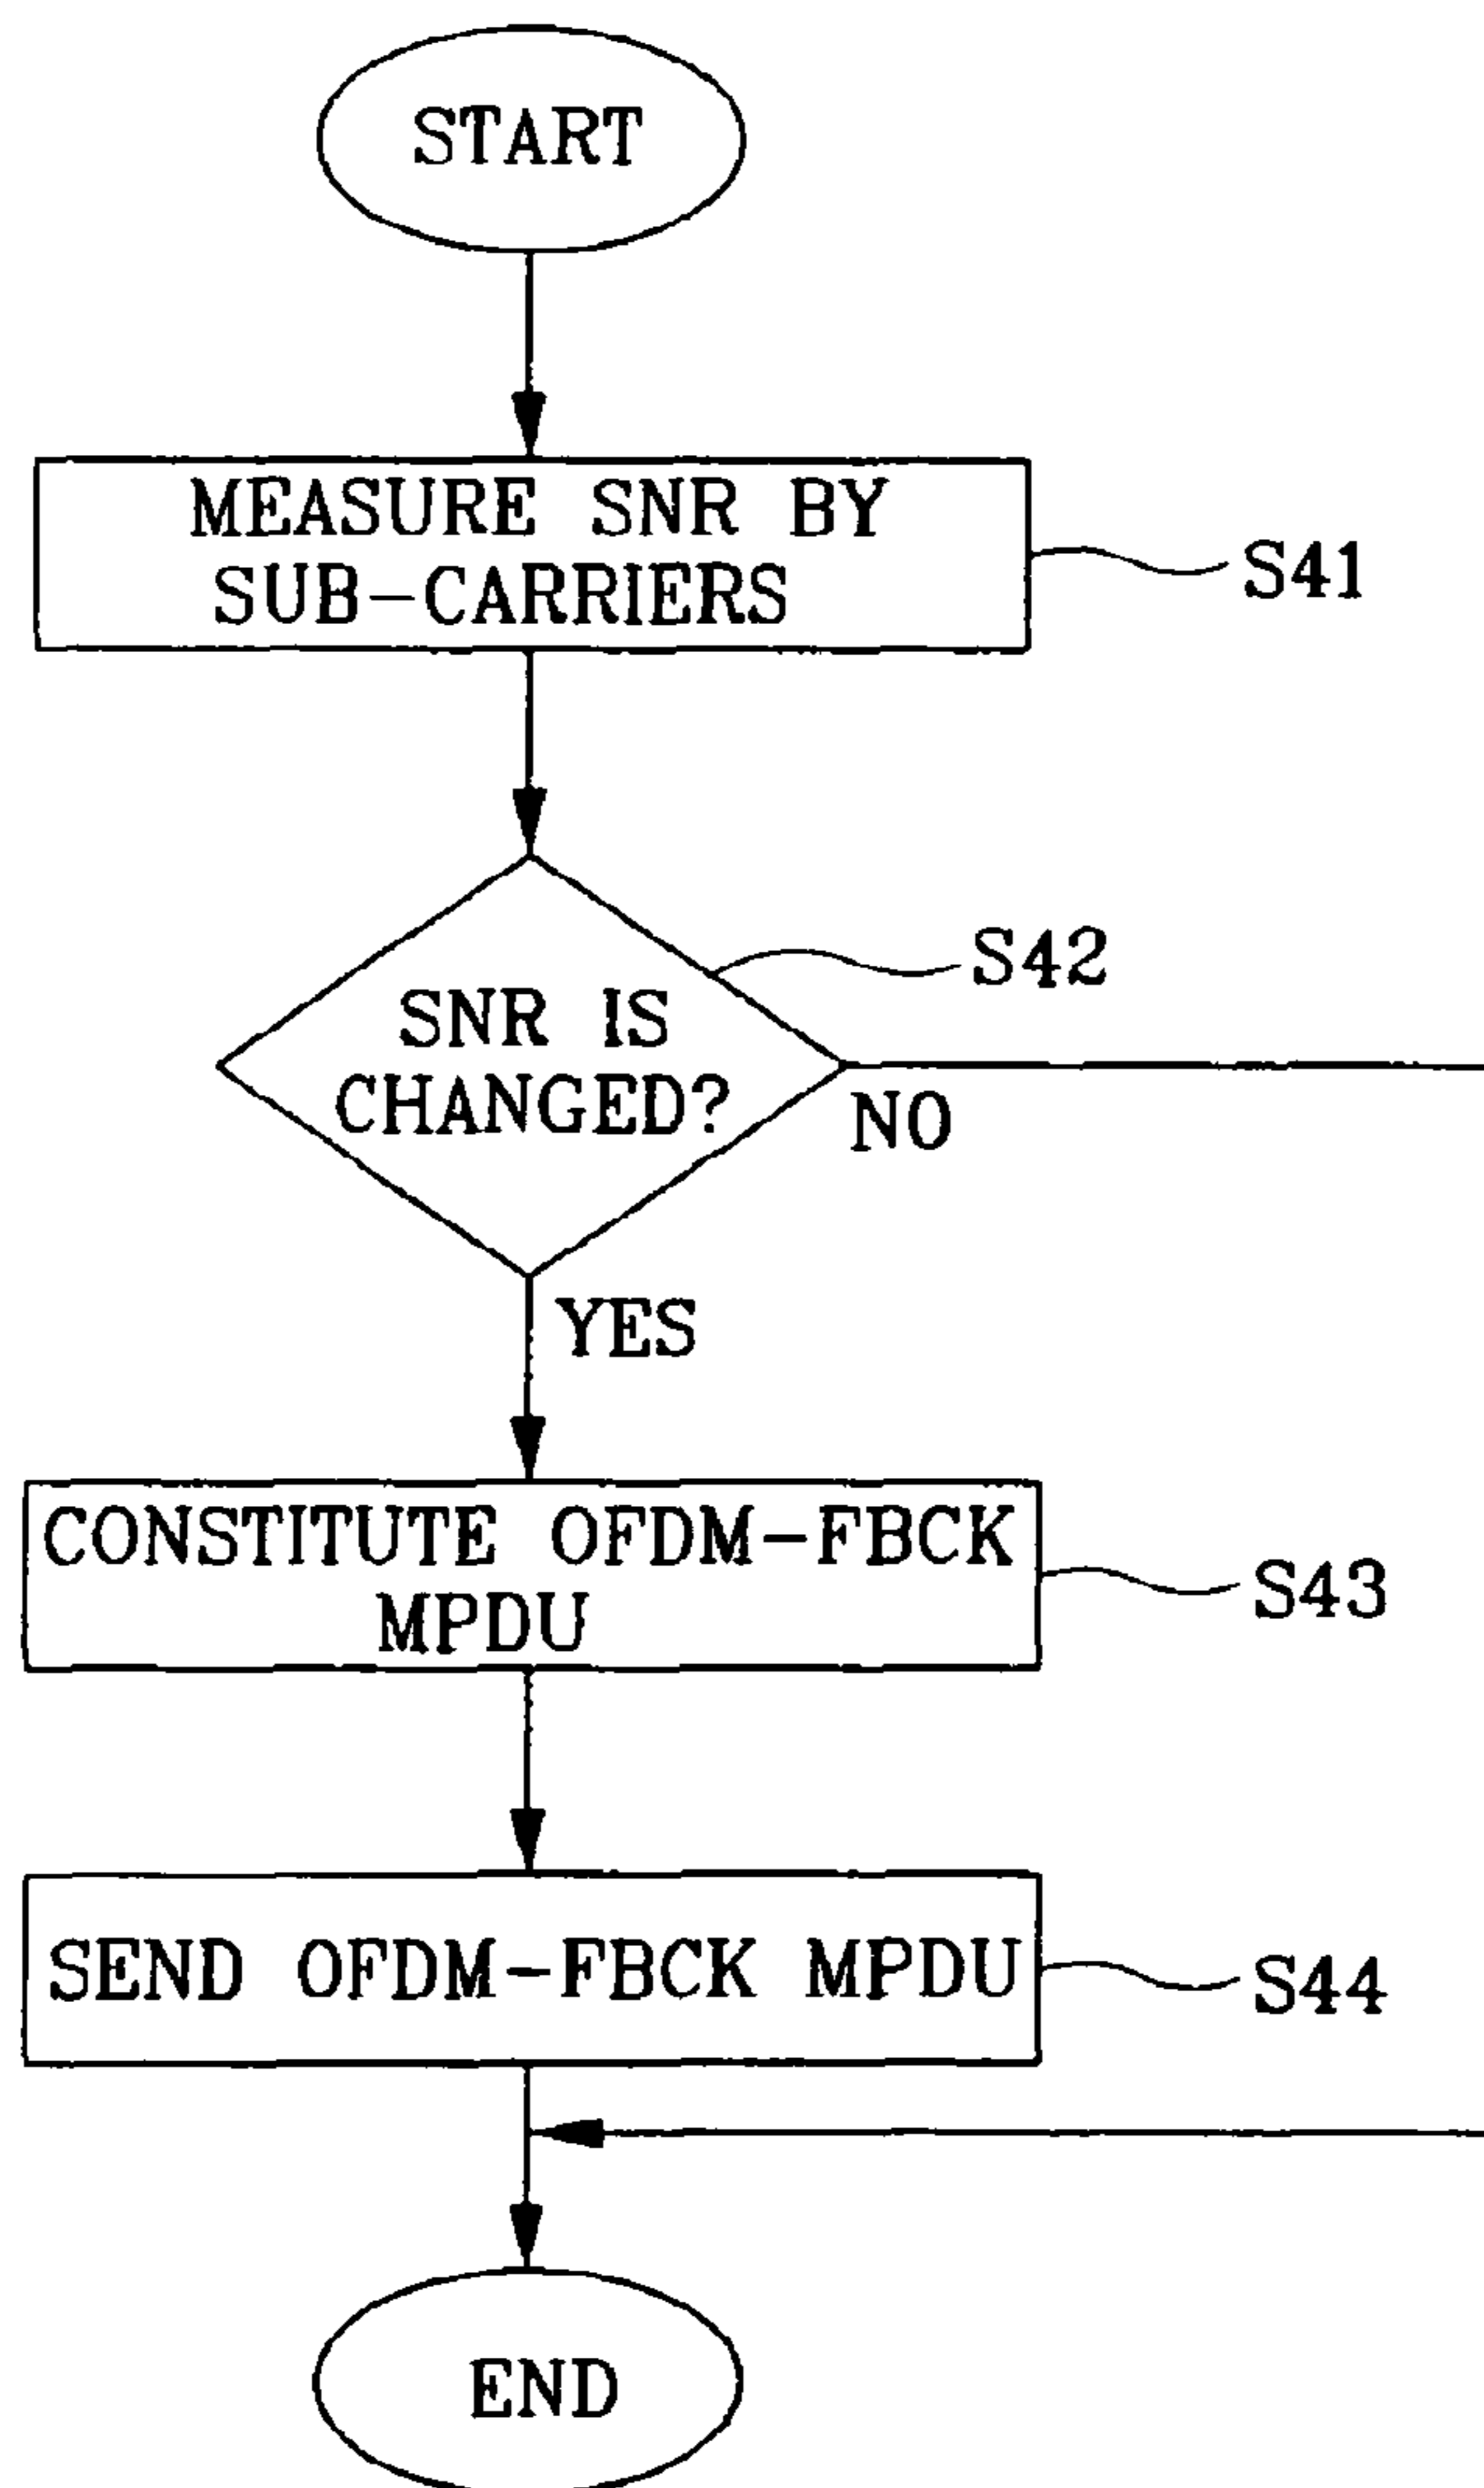 START
MEASURE SNR BY
SUB-CARRIERS
S41
S42
SNR IS
CHANGED?
NO
YES
CONSTITUTE OFDM-FBCK
MPDU
S43
SEND OFDM-FBCK MPDU
S44
END